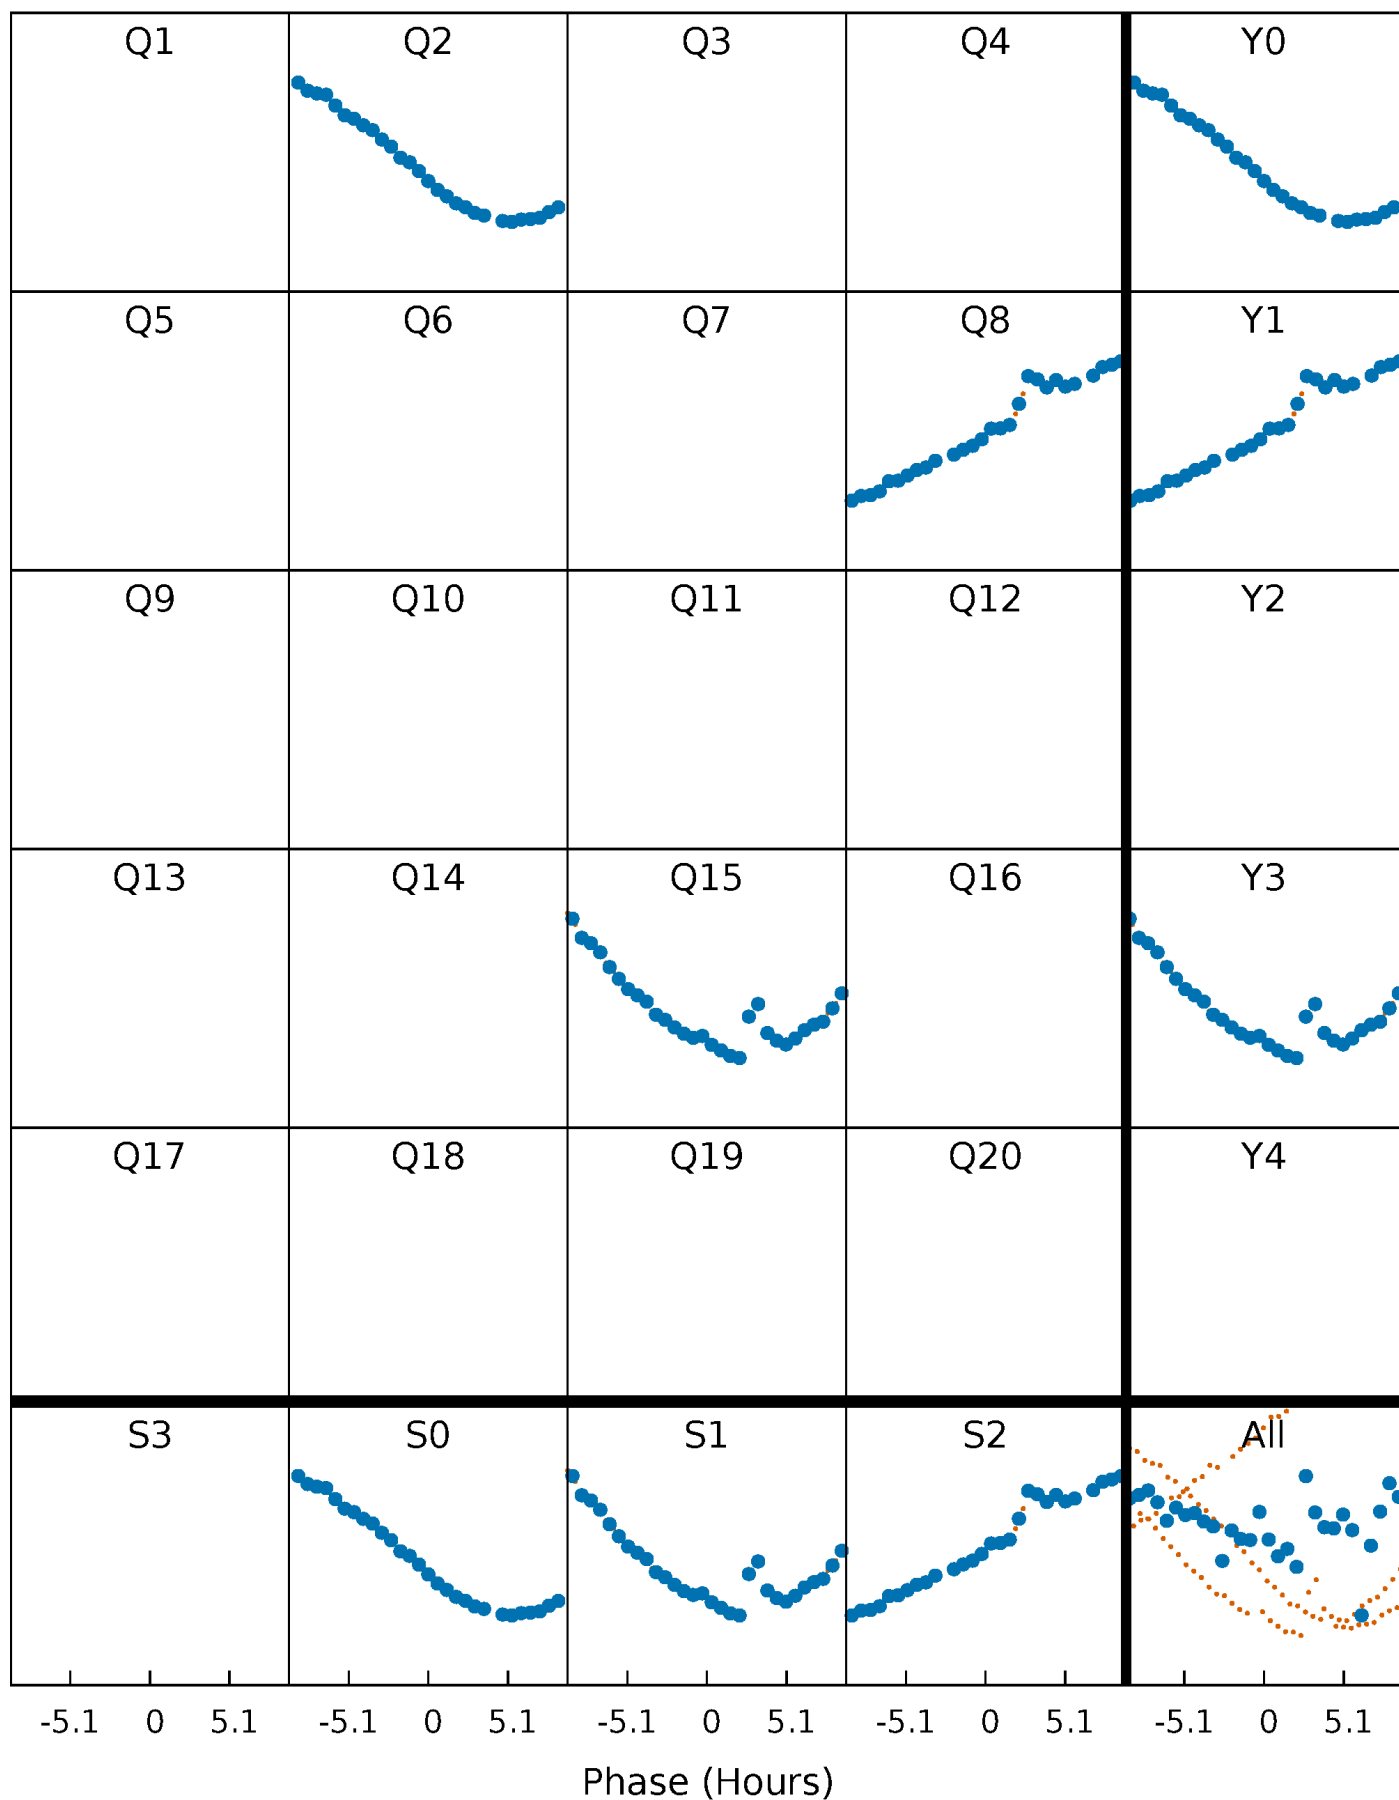 Q1 Q2 Q3 Q4 Y0
Q5 Q6 Q7 Q8 Y1
Q9 Q10 Q11 Q12 Y2
Q13 Q14 Q15 Q16 Y3
Q17 Q18 Q19 Q20 Y4
S3 S0 S1 S2 All
-5.1 0 5.1 -5.1 0 5.1 -5.1 0 5.1 -5.1 0 5.1 -5.1 0 5.1
Phase (Hours)